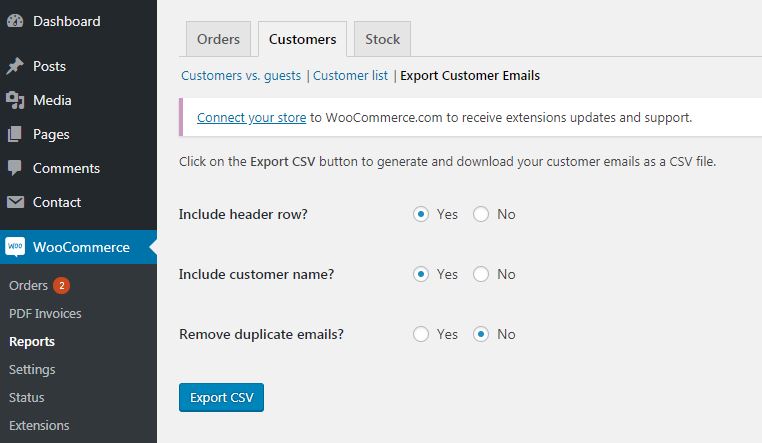 Dashboard
Posts
Media
Pages
Comments
Contact
Woo WooCommerce
Orders 2
PDF Invoices
Reports
Settings
Status
Extensions
Orders Customers Stock
Customers vs. guests | Customer list | Export Customer Emails
Connect your store to WooCommerce.com to receive extensions updates and support.
Click on the Export CSV button to generate and download your customer emails as a CSV file.
Include header row? Yes No
Include customer name? Yes No
Remove duplicate emails? Yes No
Export CSV